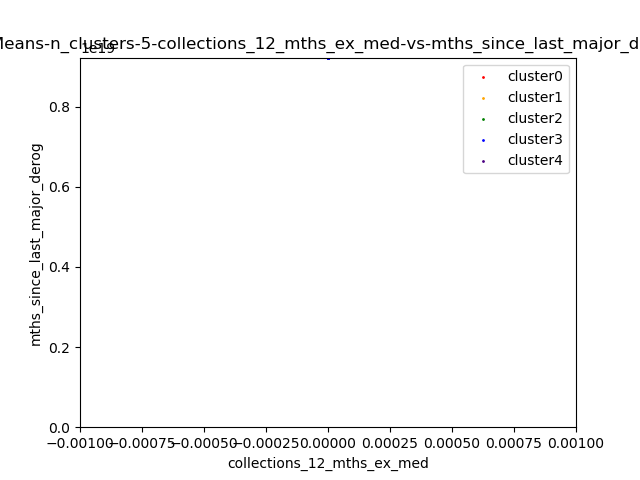 Means-n_clusters-5-collections_12_mths_ex_med-vs-mths_since_last_major_d
1e19
cluster0
cluster1
cluster2
cluster3
cluster4
0.8
0.6
0.4
0.2
0.0
mths_since_last_major_derog
−0.00100 −0.00075 −0.00050 −0.00025 0.00000 0.00025 0.00050 0.00075 0.00100
collections_12_mths_ex_med